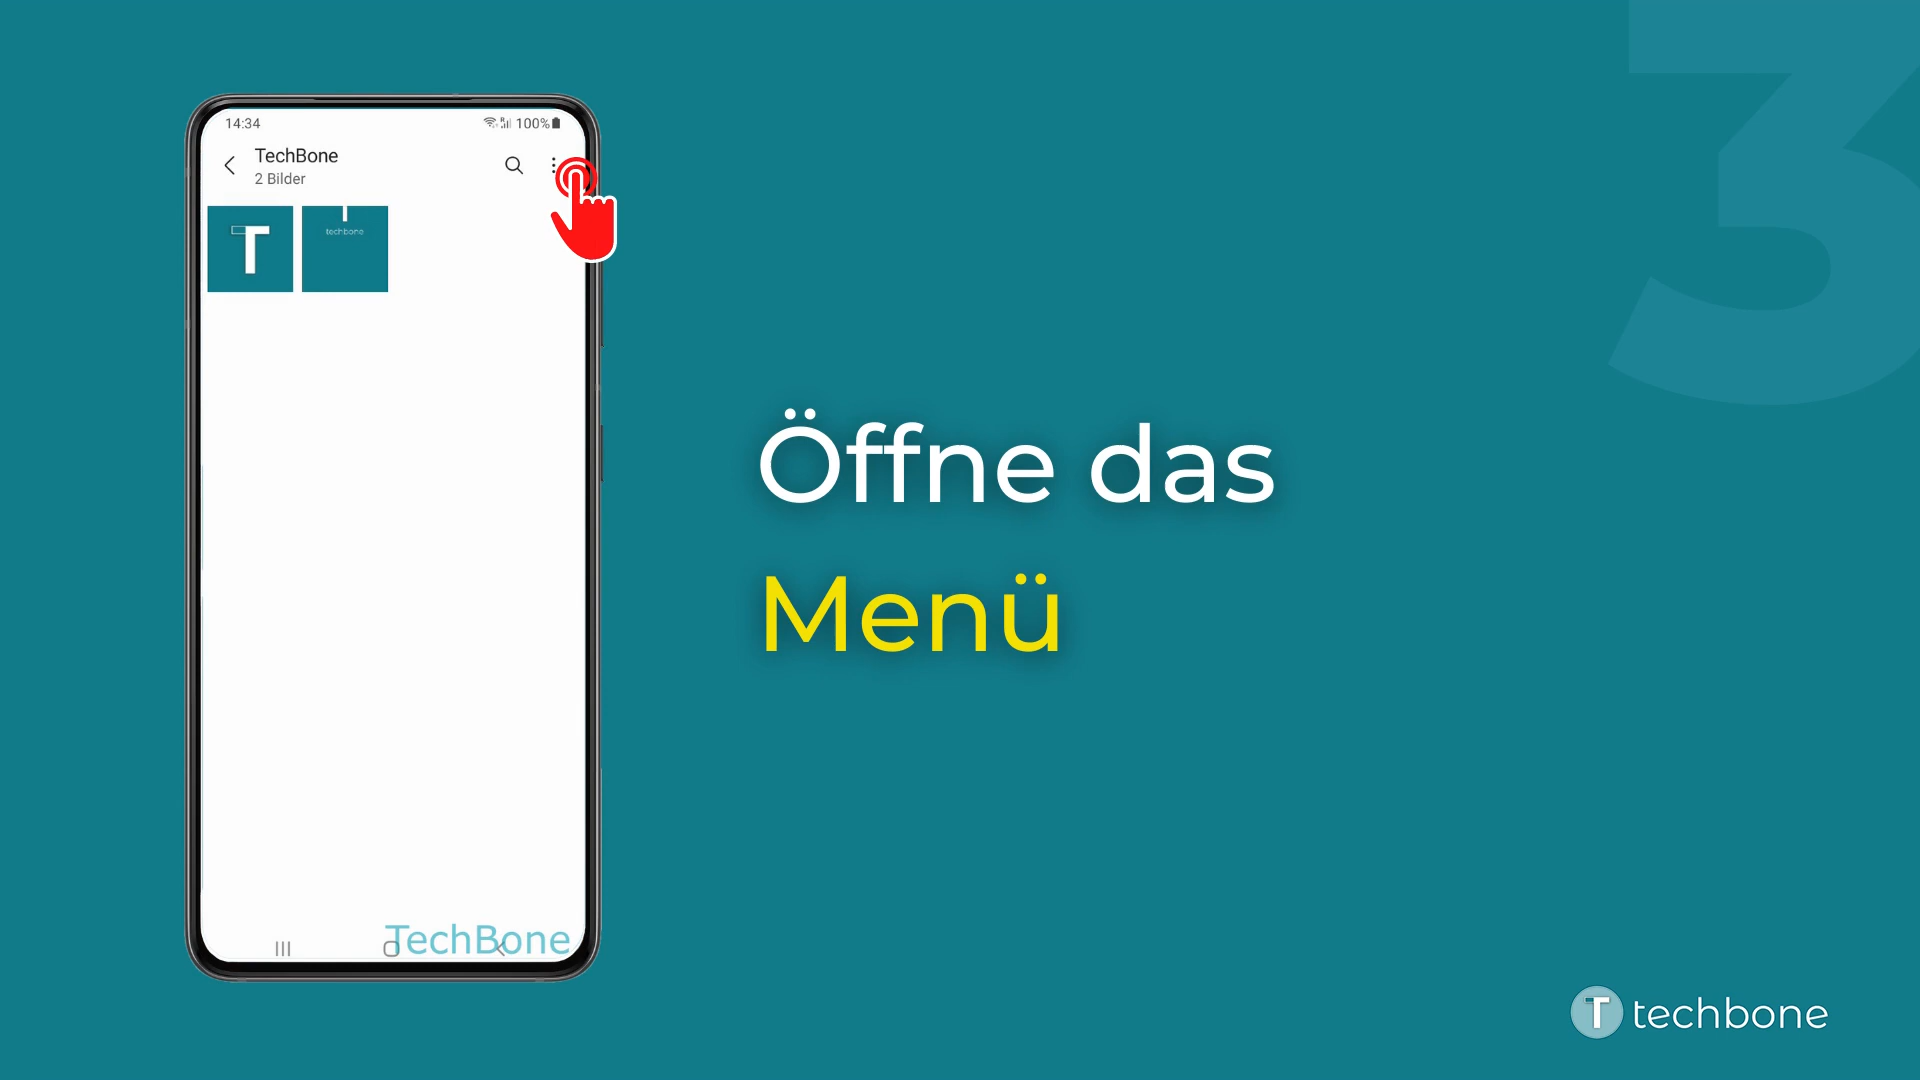 3
14:34
100%
TechBone
2 Bilder
T
techbone
Öffne das
Menü
TechBone
T techbone